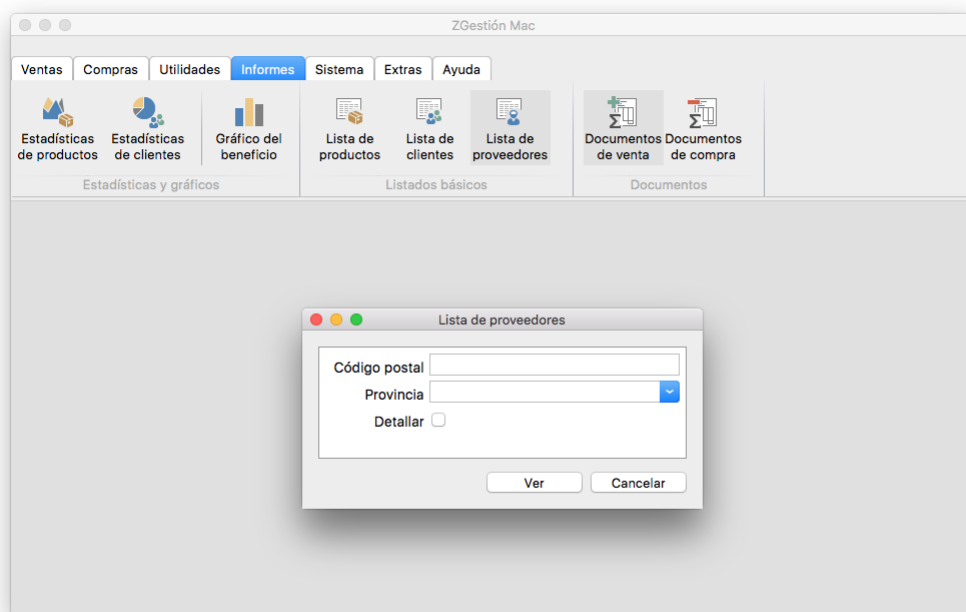 ZGestión Mac
Ventas Compras Utilidades Informes Sistema Extras Ayuda
Estadísticas Estadísticas Gráfico del Lista de Lista de Lista de Documentos Documentos
de productos de clientes beneficio productos clientes proveedores de venta de compra
Estadísticas y gráficos Listados básicos Documentos
Lista de proveedores
Código postal
Provincia
Detallar
Ver Cancelar